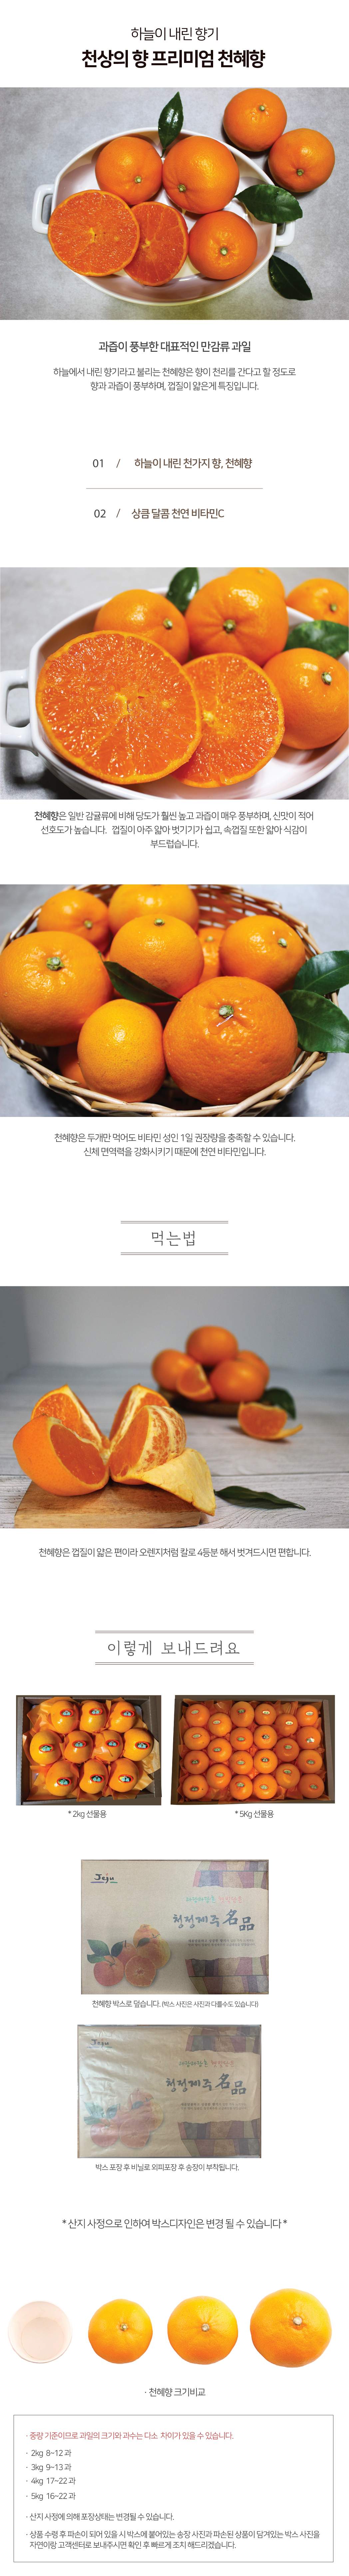 하늘이 내린 향기
천상의 향 프리미엄 천혜향
과즙이 풍부한 대표적인 만감류 과일
하늘에서 내린 향기라고 불리는 천혜향은 향이 천리를 간다고 할 정도로
향과 과즙이 풍부하며, 껍질이 얇은게 특징입니다.
01 / 하늘이 내린 천가지 향, 천혜향
02 / 상큼 달콤 천연 비타민C
천혜향은 일반 감귤류에 비해 당도가 훨씬 높고 과즙이 매우 풍부하며, 신맛이 적어
선호도가 높습니다. 껍질이 아주 얇아 벗기기가 쉽고, 속껍질 또한 얇아 식감이
부드럽습니다.
천혜향은 두개만 먹어도 비타민 성인 1일 권장량을 충족할 수 있습니다.
신체 면역력을 강화시키기 때문에 천연 비타민입니다.
먹는법
천혜향은 껍질이 얇은 편이라 오렌지처럼 칼로 4등분 해서 벗겨드시면 편합니다.
이렇게 보내드려요
* 2kg 선물용
* 5Kg 선물용
Jeju
청정제주 名品
천혜향 박스로 덮습니다. (박스 사진은 사진과 다를수도 있습니다)
Jeju
청정제주 名品
박스 포장 후 비닐로 외피포장 후 송장이 부착됩니다.
* 산지 사정으로 인하여 박스디자인은 변경 될 수 있습니다 *
· 천혜향 크기비교
· 중량 기준이므로 과일의 크기와 과수는 다소 차이가 있을 수 있습니다.
· 2kg 8~12 과
· 3kg 9~13 과
· 4kg 17~22 과
· 5kg 16~22 과
· 산지 사정에 의해 포장상태는 변경될 수 있습니다.
· 상품 수령 후 파손이 되어 있을 시 박스에 붙어있는 송장 사진과 파손된 상품이 담겨있는 박스 사진을
자연이랑 고객센터로 보내주시면 확인 후 빠르게 조치 해드리겠습니다.